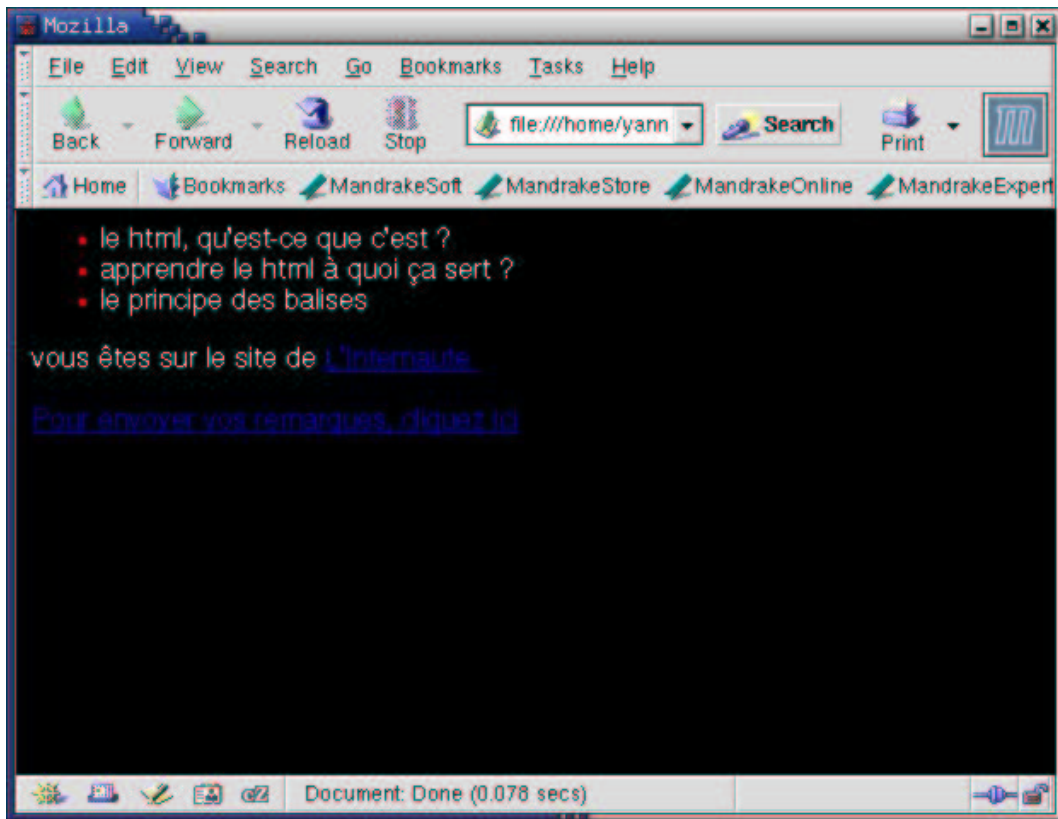 Mozilla
File Edit View Search Go Bookmarks Tasks Help
Back Forward Reload Stop file:///home/yann Search Print
Home Bookmarks MandrakeSoft MandrakeStore MandrakeOnline MandrakeExpert
le html, qu'est-ce que c'est ?
apprendre le html à quoi ça sert ?
le principe des balises
vous êtes sur le site de L'Internaute
Pour envoyer vos remarques, cliquez ici
Document: Done (0.078 secs)